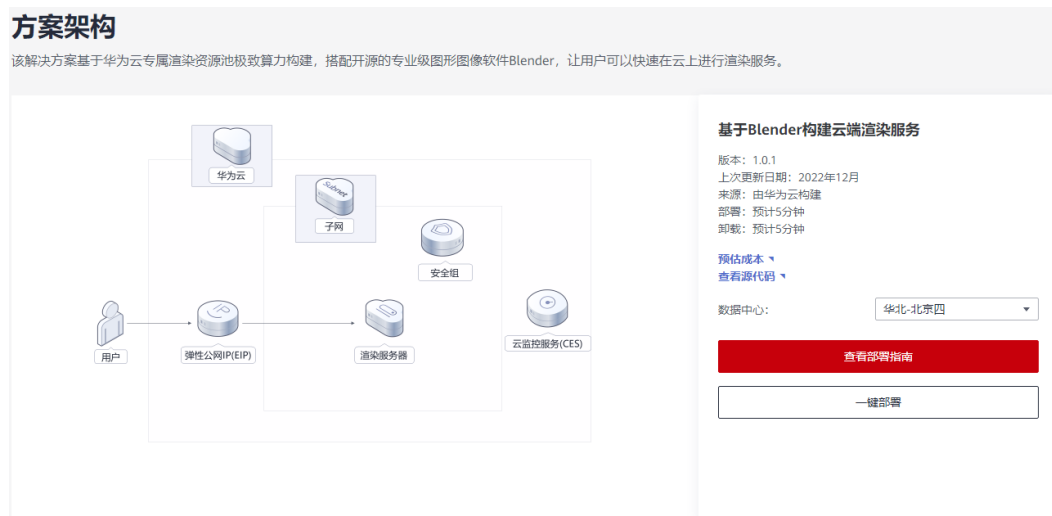 方案架构
该解决方案基于华为云专属渲染资源池极致算力构建，搭配开源的专业级图形图像软件Blender，让用户可以快速在云上进行渲染服务。
华为云
Subnet
子网
安全组
IP
用户
弹性公网IP(EIP)
渲染服务器
云监控服务(CES)
基于Blender构建云端渲染服务
版本：1.0.1
上次更新日期：2022年12月
来源：由华为云构建
部署：预计5分钟
卸载：预计5分钟
预估成本
查看源代码
数据中心：
华北-北京四
查看部署指南
一键部署